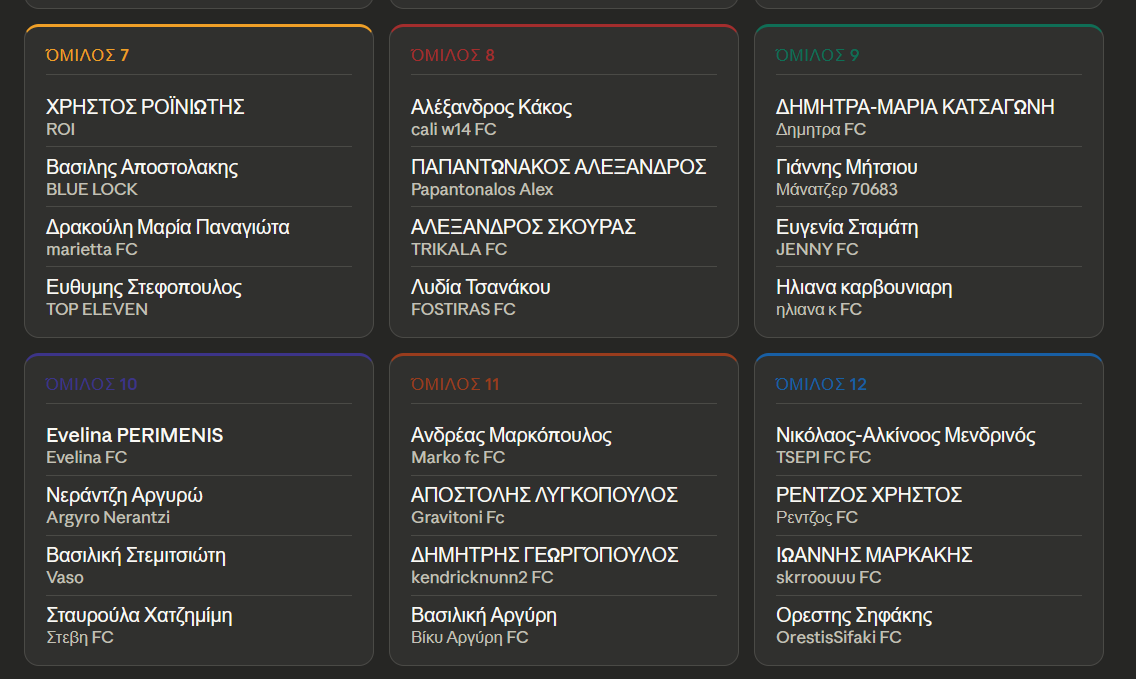 ΌΜΙΛΟΣ 7
ΧΡΗΣΤΟΣ ΡΟΪΝΙΩΤΗΣ
ROI
Βασιλης Αποστολακης
BLUE LOCK
Δρακούλη Μαρία Παναγιώτα
marietta FC
Ευθυμης Στεφοπουλος
TOP ELEVEN
ΌΜΙΛΟΣ 8
Αλέξανδρος Κάκος
cali w14 FC
ΠΑΠΑΝΤΩΝΑΚΟΣ ΑΛΕΞΑΝΔΡΟΣ
Papantonalos Alex
ΑΛΕΞΑΝΔΡΟΣ ΣΚΟΥΡΑΣ
TRIKALA FC
Λυδία Τσανάκου
FOSTIRAS FC
ΌΜΙΛΟΣ 9
ΔΗΜΗΤΡΑ-ΜΑΡΙΑ ΚΑΤΣΑΓΩΝΗ
Δημητρα FC
Γιάννης Μήτσιου
Μάνατζερ 70683
Ευγενία Σταμάτη
JENNY FC
Ηλιανα καρβουνιαρη
ηλιανα κ FC
ΌΜΙΛΟΣ 10
Evelina PERIMENIS
Evelina FC
Νεράντζη Αργυρώ
Argyro Nerantzi
Βασιλική Στεμιτσιώτη
Vaso
Σταυρούλα Χατζημίμη
Στεβη FC
ΌΜΙΛΟΣ 11
Ανδρέας Μαρκόπουλος
Marko fc FC
ΑΠΟΣΤΟΛΗΣ ΛΥΓΚΟΠΟΥΛΟΣ
Gravitoni Fc
ΔΗΜΗΤΡΗΣ ΓΕΩΡΓΟΠΟΥΛΟΣ
kendricknunn2 FC
Βασιλική Αργύρη
Βίκυ Αργύρη FC
ΌΜΙΛΟΣ 12
Νικόλαος-Αλκίνοος Μενδρινός
TSEPI FC FC
ΡΕΝΤΖΟΣ ΧΡΗΣΤΟΣ
Ρεντζος FC
ΙΩΑΝΝΗΣ ΜΑΡΚΑΚΗΣ
skrroouuu FC
Ορεστης Σηφάκης
OrestisSifaki FC